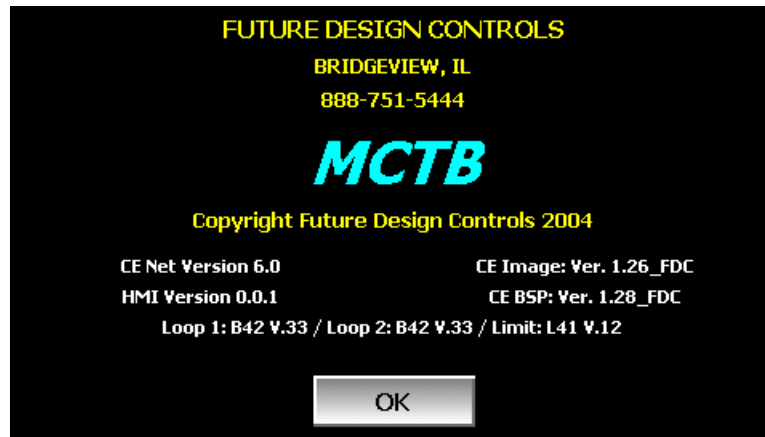 FUTURE DESIGN CONTROLS
BRIDGEVIEW, IL
888-751-5444
MCTB
Copyright Future Design Controls 2004
CE Net Version 6.0 CE Image: Ver. 1.26_FDC
HMI Version 0.0.1 CE BSP: Ver. 1.28_FDC
Loop 1: B42 V.33 / Loop 2: B42 V.33 / Limit: L41 V.12
OK